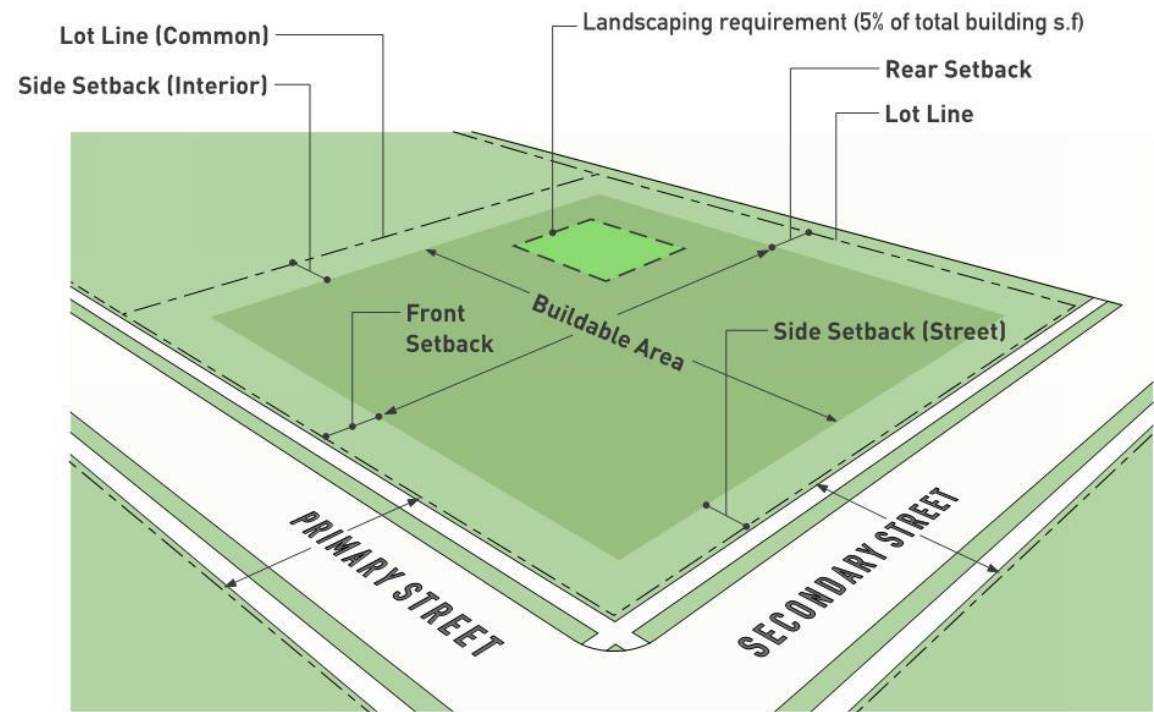 Landscaping requirement (5% of total building s.f)
Lot Line (Common)
Rear Setback
Side Setback (Interior)
Lot Line
Front
Setback
Buildable Area
Side Setback (Street)
PRIMARY STREET
SECONDARY STREET